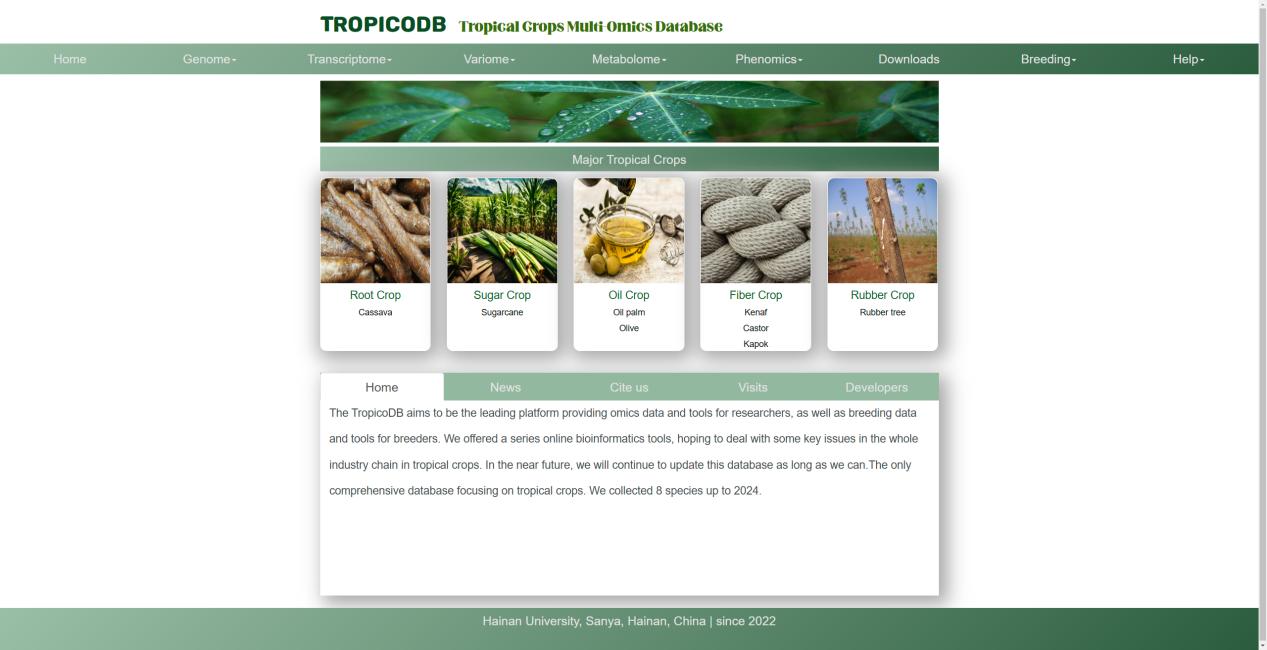 TROPICODB Tropical Crops Multi-Omics Database
Home Genome Transcriptome Variome Metabolome Phenomics Downloads Breeding Help
Major Tropical Crops
Root Crop Sugar Crop Oil Crop Fiber Crop Rubber Crop
Cassava Sugarcane Oil palm Kenaf Rubber tree
Olive Castor
Kapok
Home News Cite us Visits Developers
The TropicoDB aims to be the leading platform providing omics data and tools for researchers, as well as breeding data
and tools for breeders. We offered a series online bioinformatics tools, hoping to deal with some key issues in the whole
industry chain in tropical crops. In the near future, we will continue to update this database as long as we can.The only
comprehensive database focusing on tropical crops. We collected 8 species up to 2024.
Hainan University, Sanya, Hainan, China | since 2022